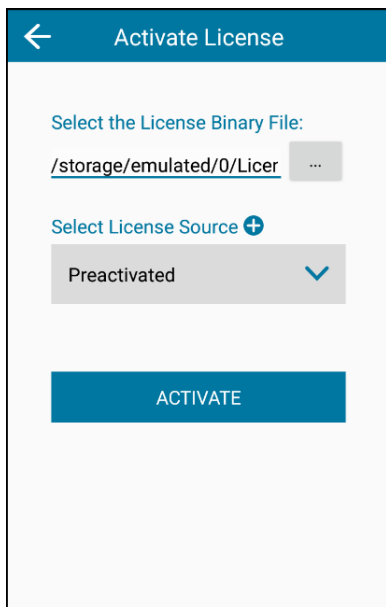 Activate License
Select the License Binary File:
/storage/emulated/0/Licer
...
Select License Source
Preactivated
ACTIVATE